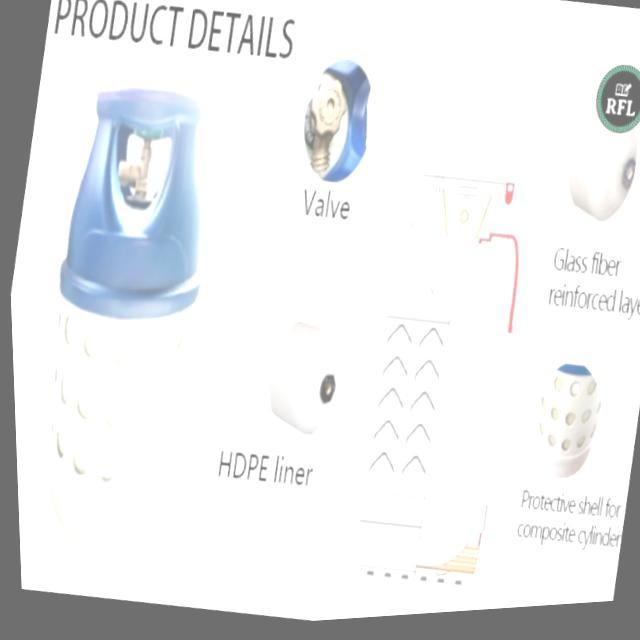 PRODUCT DETAILS
RFL
Valve
Glass fiber
reinforced laye
HDPE liner
Protective shell for
composite cylinder